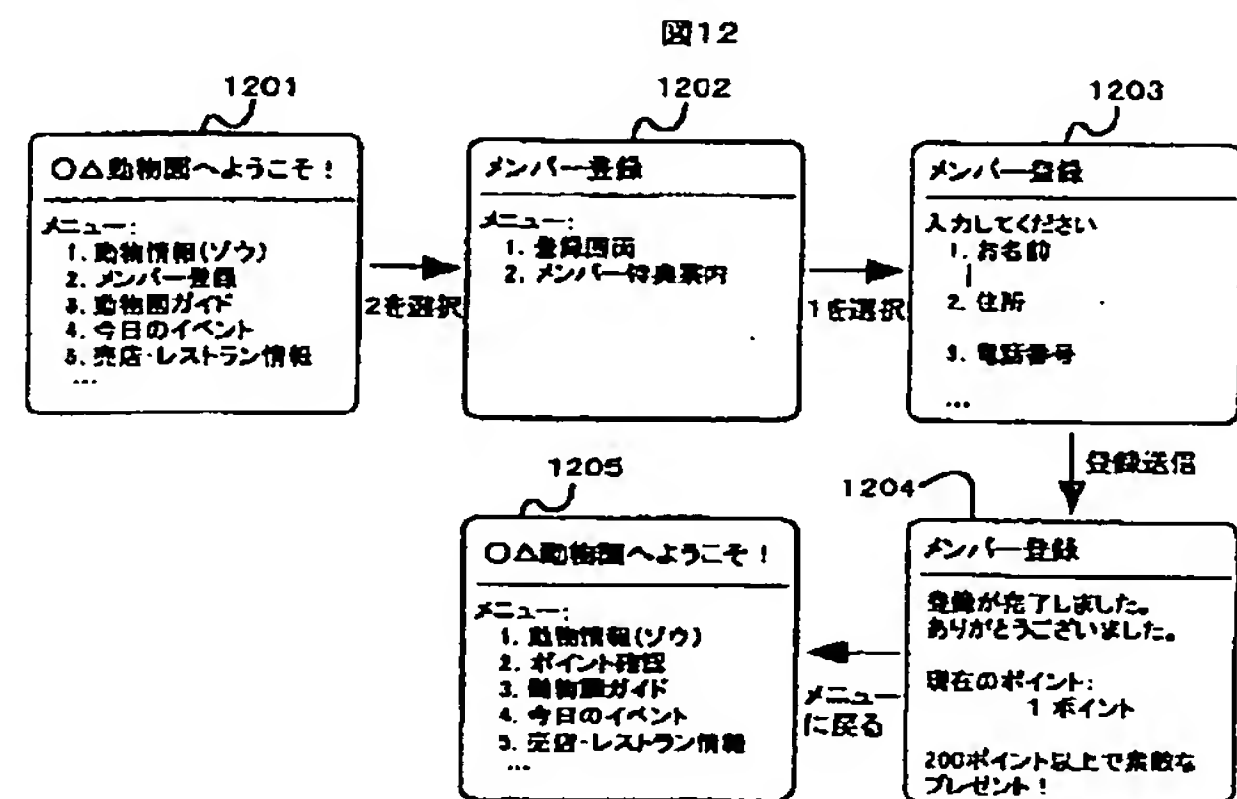 図12
1201
○△動物園へようこそ！
メニュー：
1. 動物情報(ゾウ)
2. メンバー登録
3. 動物園ガイド
4. 今日のイベント
5. 売店・レストラン情報
…
2を選択
1202
メンバー登録
メニュー：
1. 登録画面
2. メンバー特典案内
1を選択
1203
メンバー登録
入力してください
1. お名前
|
2. 住所
3. 電話番号
…
登録送信
1204
メンバー登録
登録が完了しました。
ありがとうございました。
現在のポイント：
1 ポイント
200ポイント以上で素敵な
プレゼント！
メニュー
に戻る
1205
○△動物園へようこそ！
メニュー：
1. 動物情報(ゾウ)
2. ポイント確認
3. 動物園ガイド
4. 今日のイベント
5. 売店・レストラン情報
…